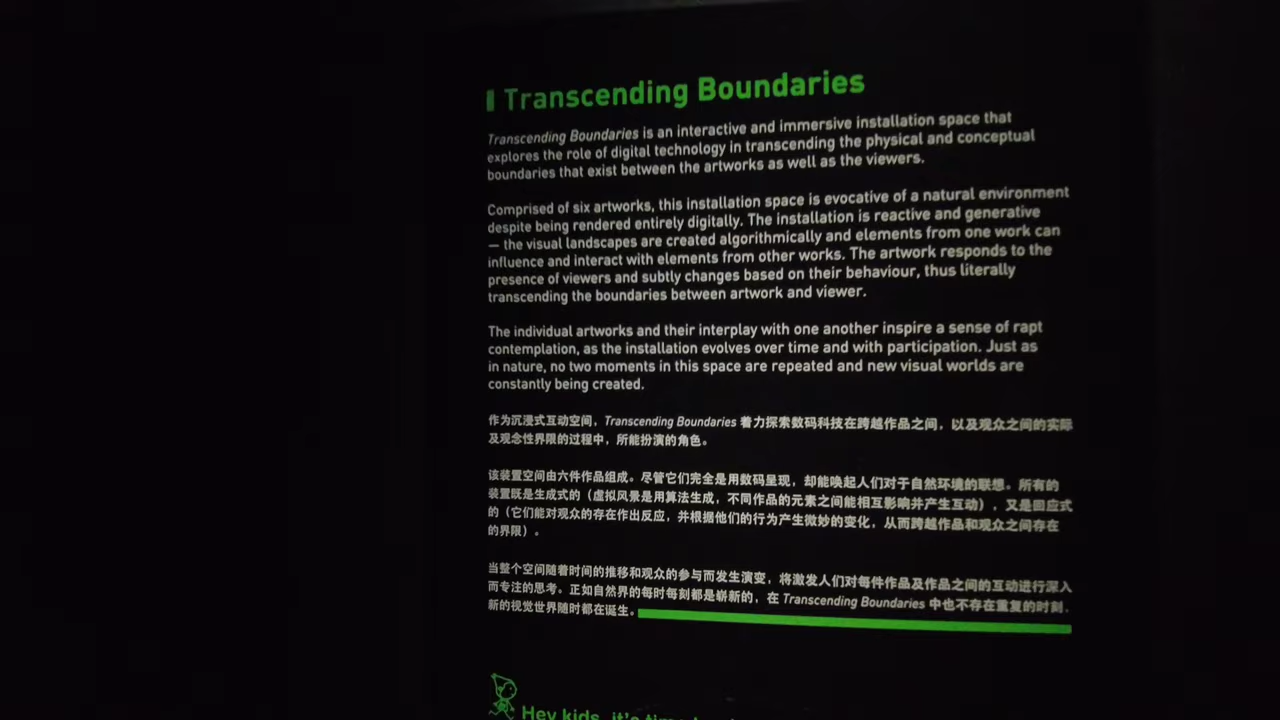 Transcending Boundaries
Transcending Boundaries is an interactive and immersive installation space that
explores the role of digital technology in transcending the physical and conceptual
boundaries that exist between the artworks as well as the viewers.
Comprised of six artworks, this installation space is evocative of a natural environment
despite being rendered entirely digitally. The installation is reactive and generative
— the visual landscapes are created algorithmically and elements from one work can
influence and interact with elements from other works. The artwork responds to the
presence of viewers and subtly changes based on their behaviour, thus literally
transcending the boundaries between artwork and viewer.
The individual artworks and their interplay with one another inspire a sense of rapt
contemplation, as the installation evolves over time and with participation. Just as
in nature, no two moments in this space are repeated and new visual worlds are
constantly being created.
作为沉浸式互动空间，Transcending Boundaries 着力探索数码科技在跨越作品之间，以及观众之间的实际
及观念性界限的过程中，所能扮演的角色。
该装置空间由六件作品组成。尽管它们完全是用数码呈现，却能唤起人们对于自然环境的联想。所有的
装置既是生成式的（虚拟风景是用算法生成，不同作品的元素之间能相互影响并产生互动），又是回应式
的（它们能对观众的存在作出反应，并根据他们的行为产生微妙的变化，从而跨越作品和观众之间存在
的界限）。
当整个空间随着时间的推移和观众的参与而发生演变，将激发人们对每件作品及作品之间的互动进行深入
而专注的思考。正如自然界的每时每刻都是崭新的，在 Transcending Boundaries 中也不存在重复的时刻，
新的视觉世界随时都在诞生。
Hey kids, it's time